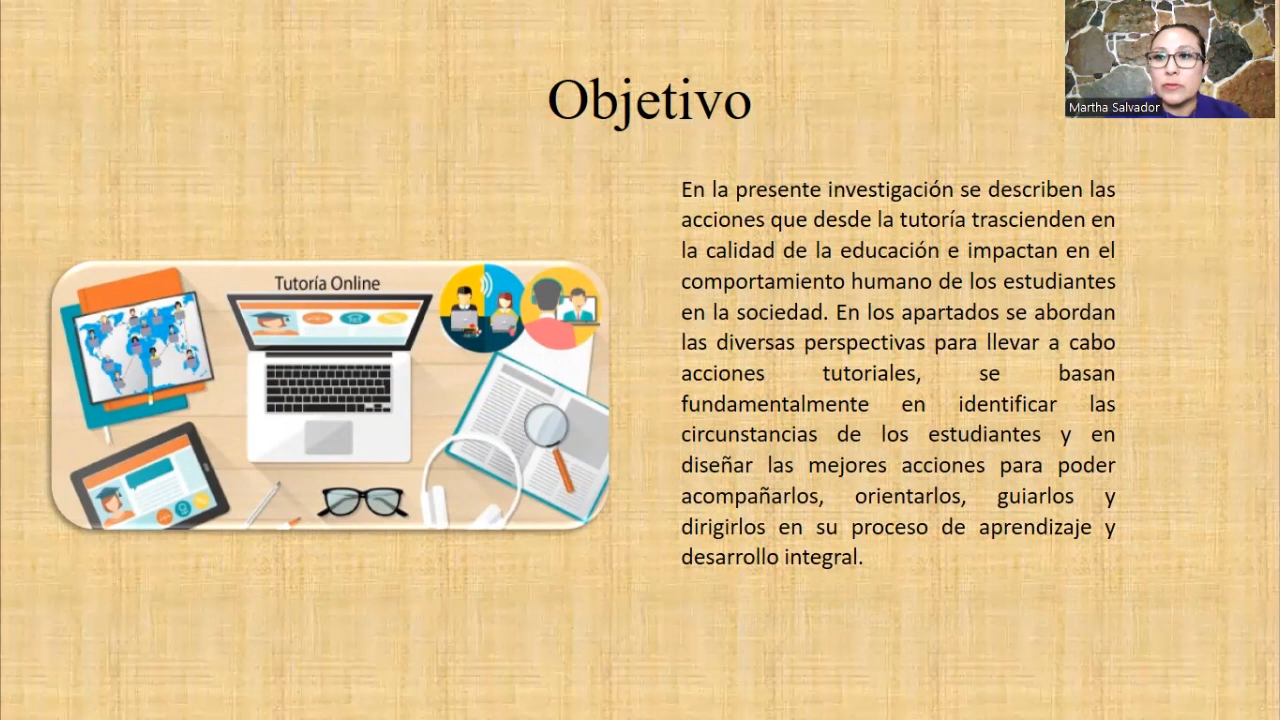 Objetivo
Martha Salvador
Tutoría Online
En la presente investigación se describen las
acciones que desde la tutoría trascienden en
la calidad de la educación e impactan en el
comportamiento humano de los estudiantes
en la sociedad. En los apartados se abordan
las diversas perspectivas para llevar a cabo
acciones tutoriales, se basan
fundamentalmente en identificar las
circunstancias de los estudiantes y en
diseñar las mejores acciones para poder
acompañarlos, orientarlos, guiarlos y
dirigirlos en su proceso de aprendizaje y
desarrollo integral.